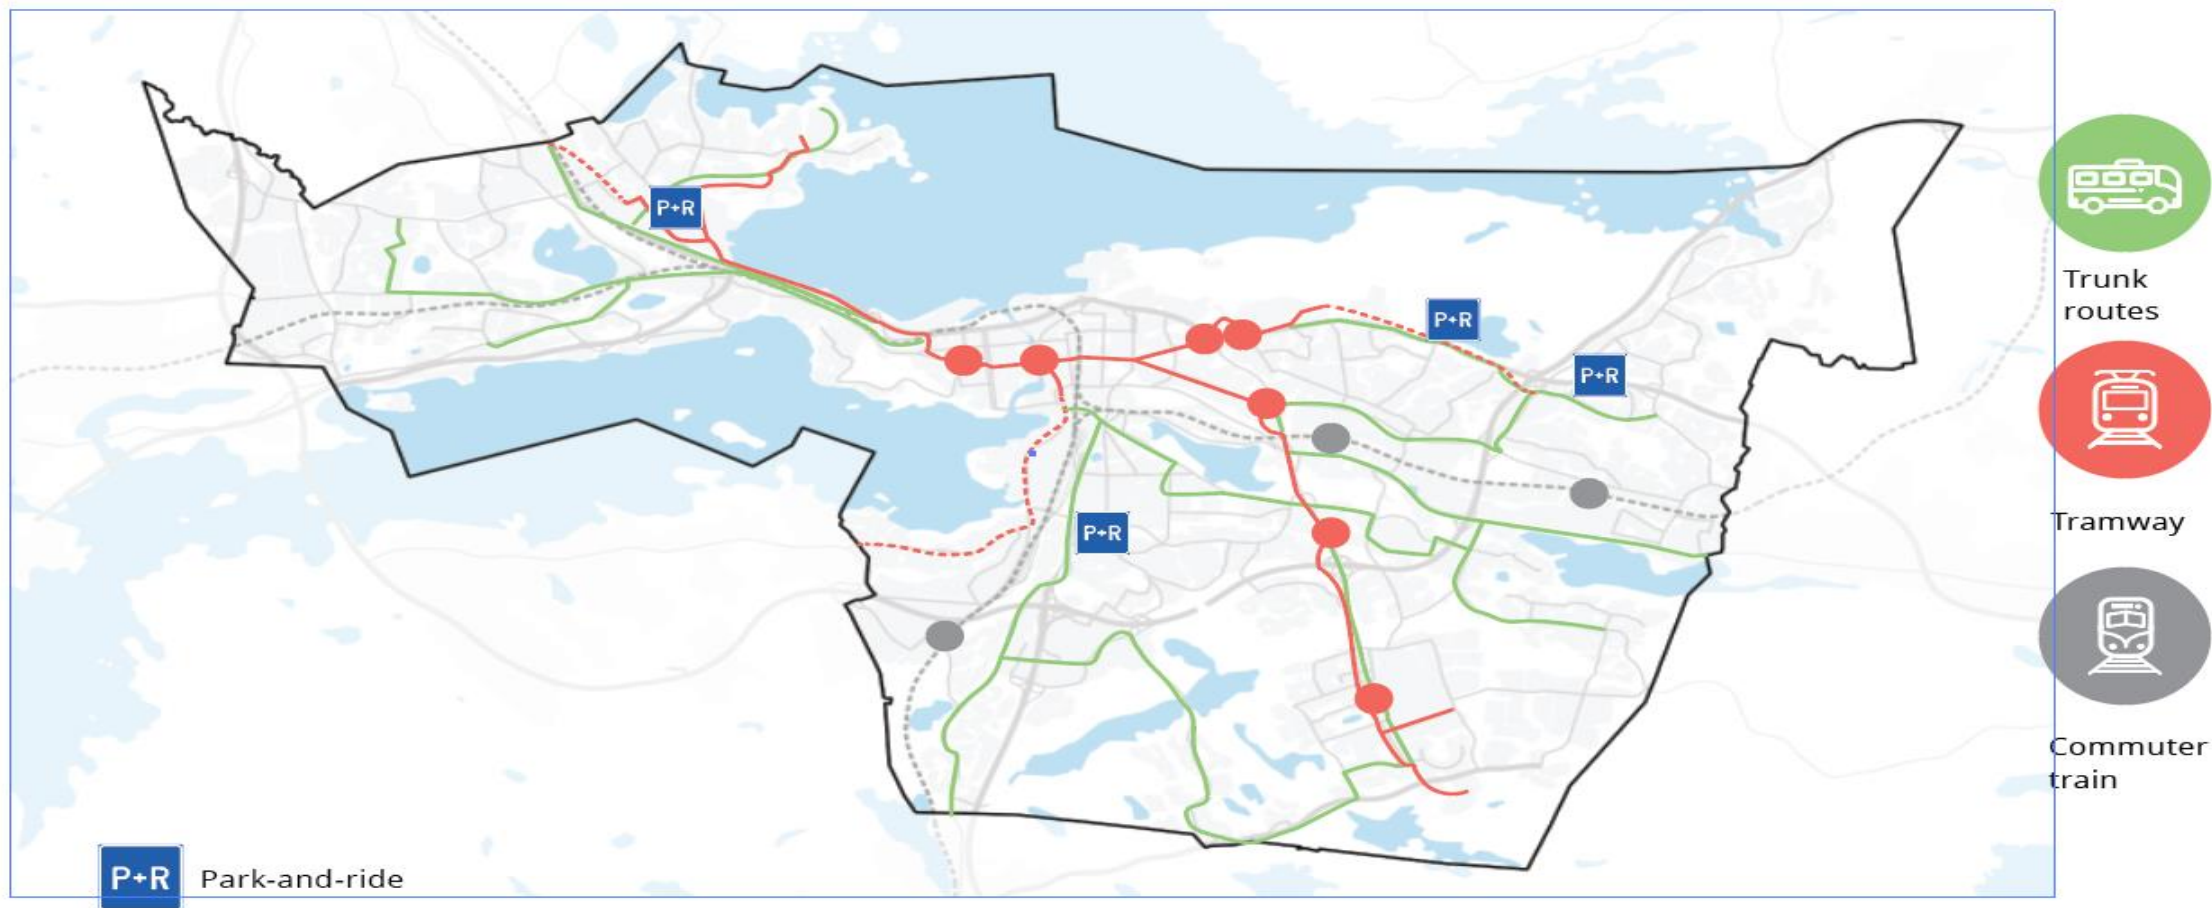 P+R
P+R
P+R
P+R
Trunk
routes
Tramway
Commuter
train
P+R Park-and-ride